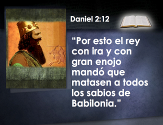 Daniel 2:12
“Por esto el rey
con ira y con
gran enojo
mandó que
matasen a todos
los sabios de
Babilonia.”